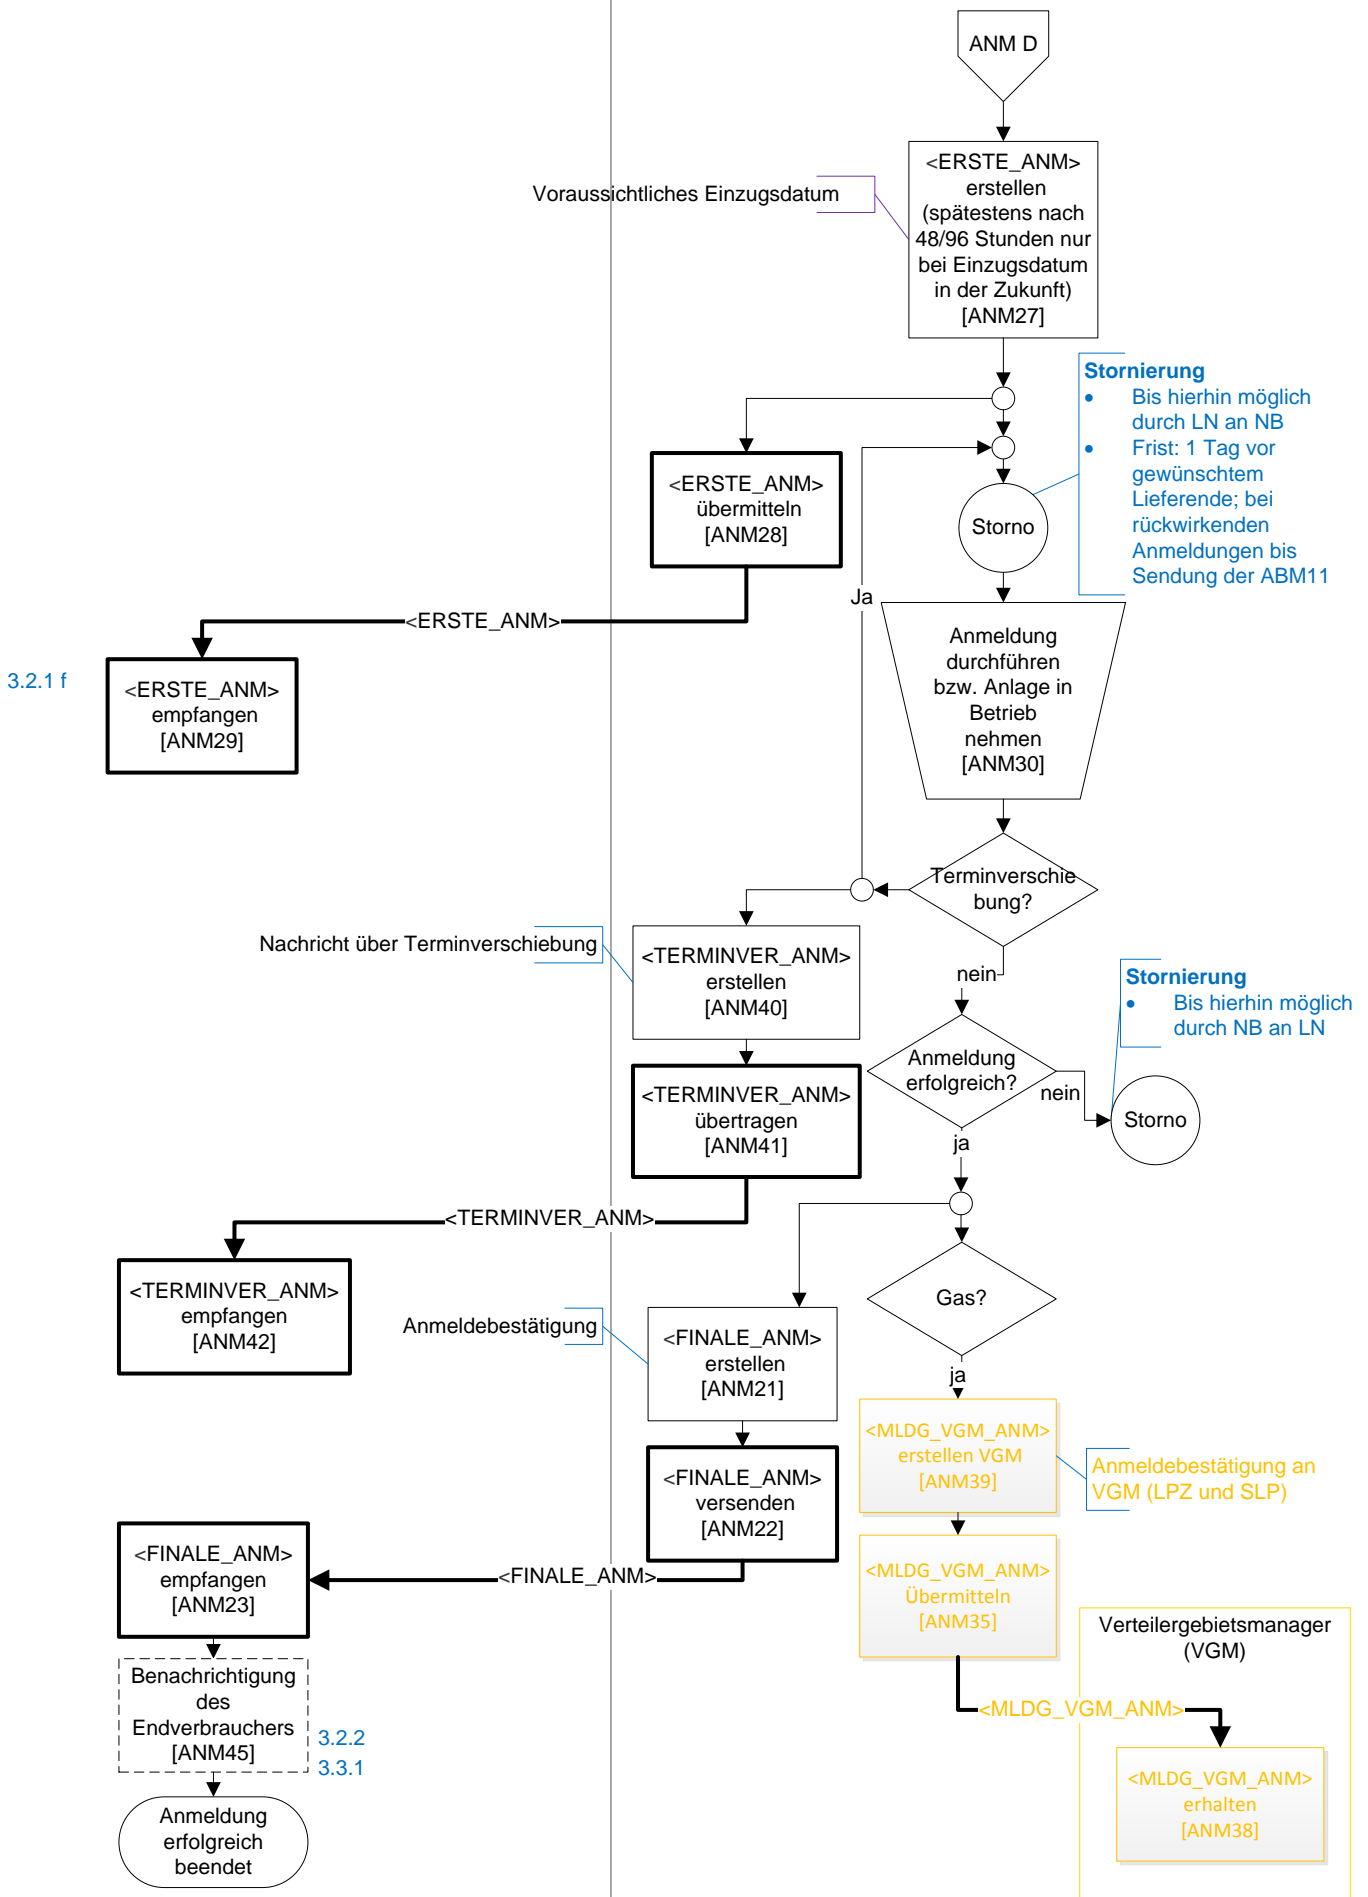 ANM D
<ERSTE_ANM>
erstellen
(spätestens nach
48/96 Stunden nur
bei Einzugsdatum
in der Zukunft)
[ANM27]
Voraussichtliches Einzugsdatum
Stornierung
• Bis hierhin möglich
durch LN an NB
• Frist: 1 Tag vor
gewünschtem
Lieferende; bei
rückwirkenden
Anmeldungen bis
Sendung der ABM11
<ERSTE_ANM>
übermitteln
[ANM28]
Storno
Ja
<ERSTE_ANM>
3.2.1 f
<ERSTE_ANM>
empfangen
[ANM29]
Anmeldung
durchführen
bzw. Anlage in
Betrieb
nehmen
[ANM30]
Terminverschie
bung?
Nachricht über Terminverschiebung
<TERMINVER_ANM>
erstellen
[ANM40]
nein
Stornierung
• Bis hierhin möglich
durch NB an LN
Anmeldung
erfolgreich?
nein
Storno
<TERMINVER_ANM>
übertragen
[ANM41]
ja
<TERMINVER_ANM>
<TERMINVER_ANM>
empfangen
[ANM42]
Gas?
Anmeldebestätigung
<FINALE_ANM>
erstellen
[ANM21]
ja
<MLDG_VGM_ANM>
erstellen VGM
[ANM39]
Anmeldebestätigung an
VGM (LPZ und SLP)
<FINALE_ANM>
versenden
[ANM22]
<FINALE_ANM>
empfangen
[ANM23]
<FINALE_ANM>
<MLDG_VGM_ANM>
Übermitteln
[ANM35]
Verteilergebietsmanager
(VGM)
Benachrichtigung
des
Endverbrauchers
[ANM45]
3.2.2
3.3.1
<MLDG_VGM_ANM>
<MLDG_VGM_ANM>
erhalten
[ANM38]
Anmeldung
erfolgreich
beendet